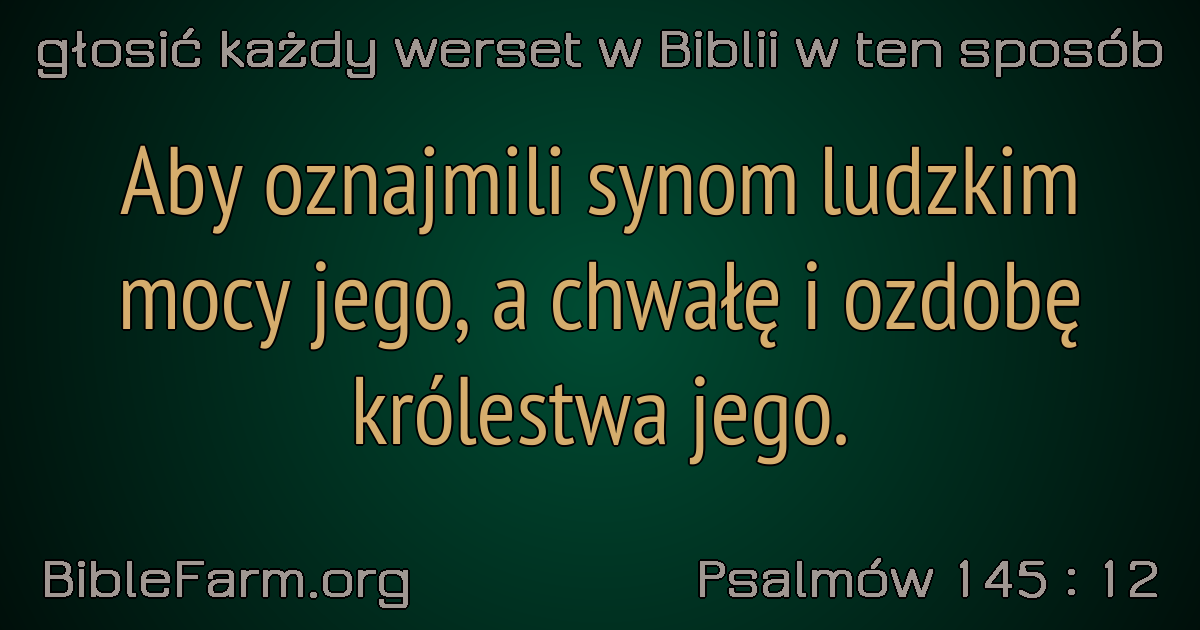 głosić każdy werset w Biblii w ten sposób
Aby oznajmili synom ludzkim
mocy jego, a chwałę i ozdobę
królestwa jego.
BibleFarm.org
Psalmów 145 : 12